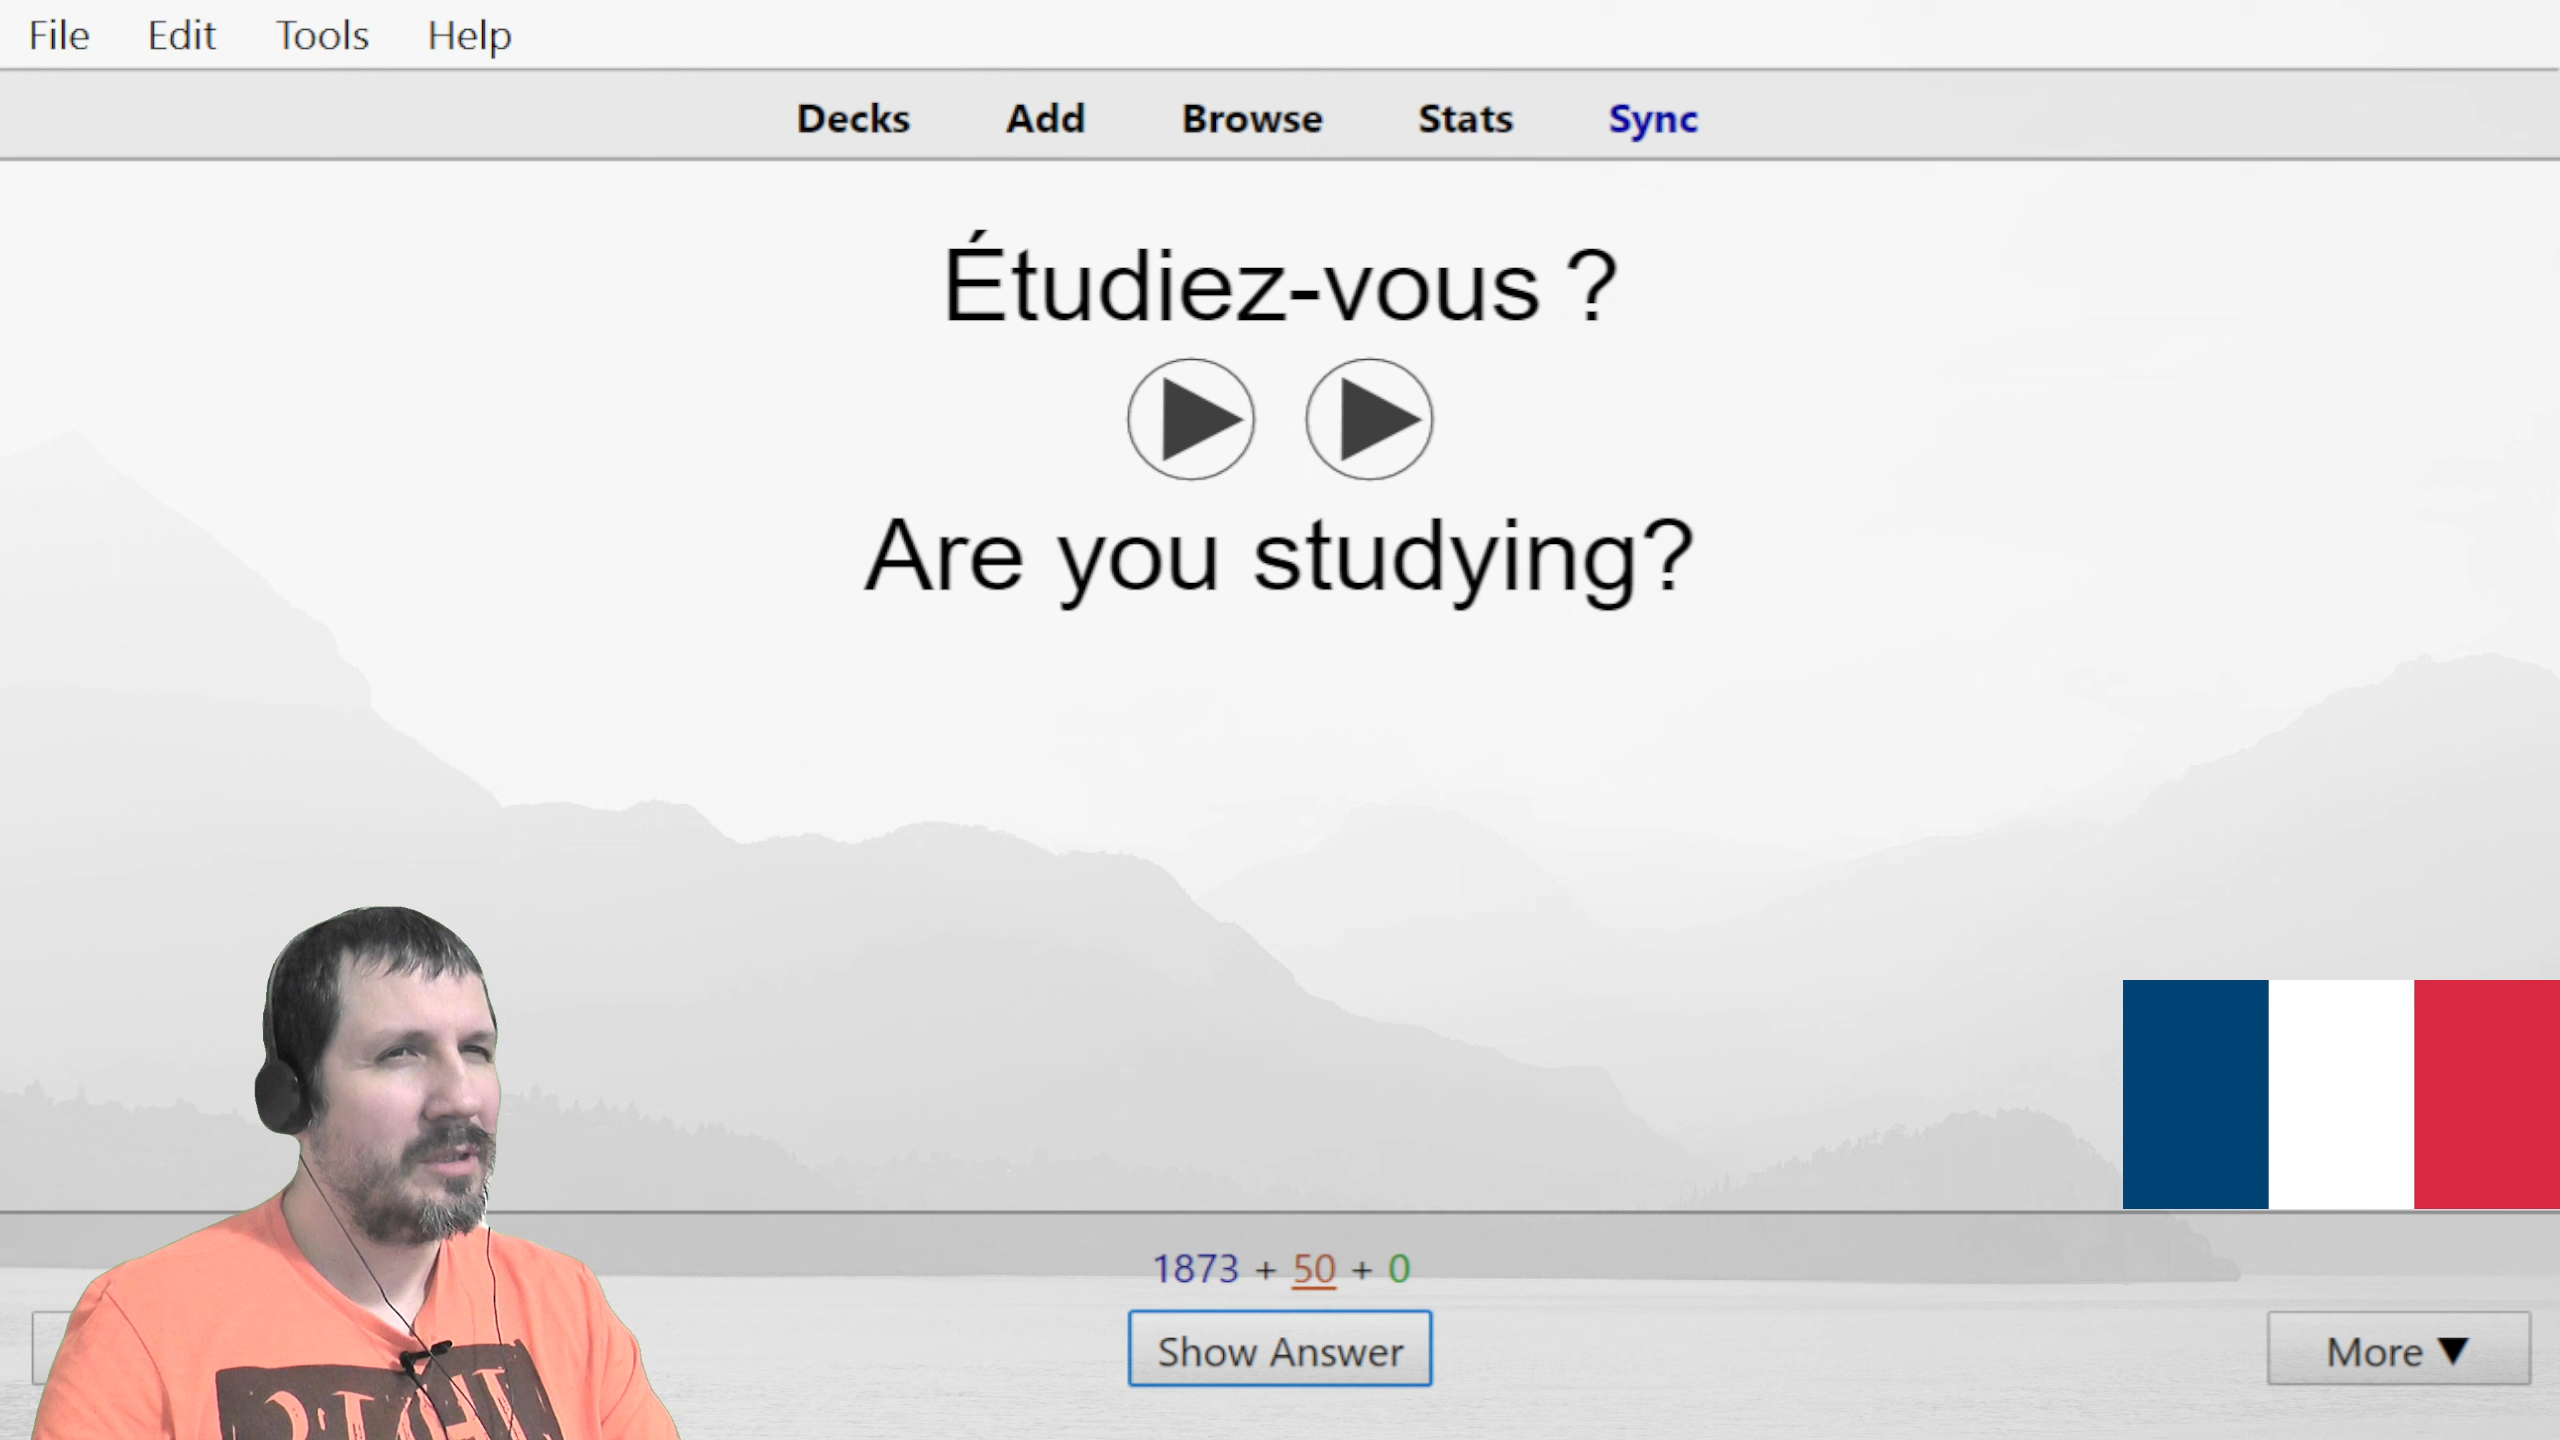 File Edit Tools Help
Decks Add Browse Stats Sync
Étudiez-vous ?
Are you studying?
1873 + 50 + 0
Show Answer
More ▼